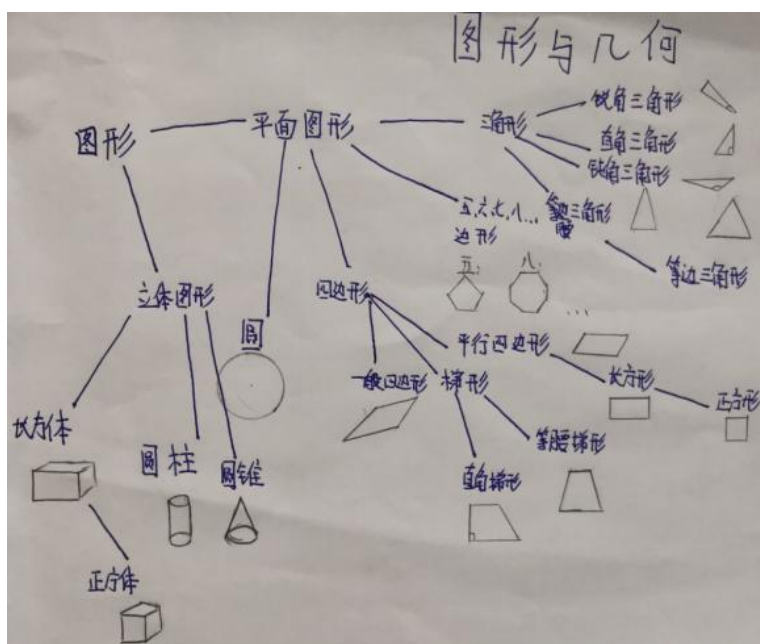 图形与几何
图形
平面图形
三角形
锐角三角形
直角三角形
钝角三角形
等腰三角形
等边三角形
五、六、七、八...
边形
五:
八:
...
立体图形
圆
四边形
平行四边形
一般四边形
梯形
长方形
正方形
长方体
圆柱
圆锥
直角梯形
等腰梯形
正方体